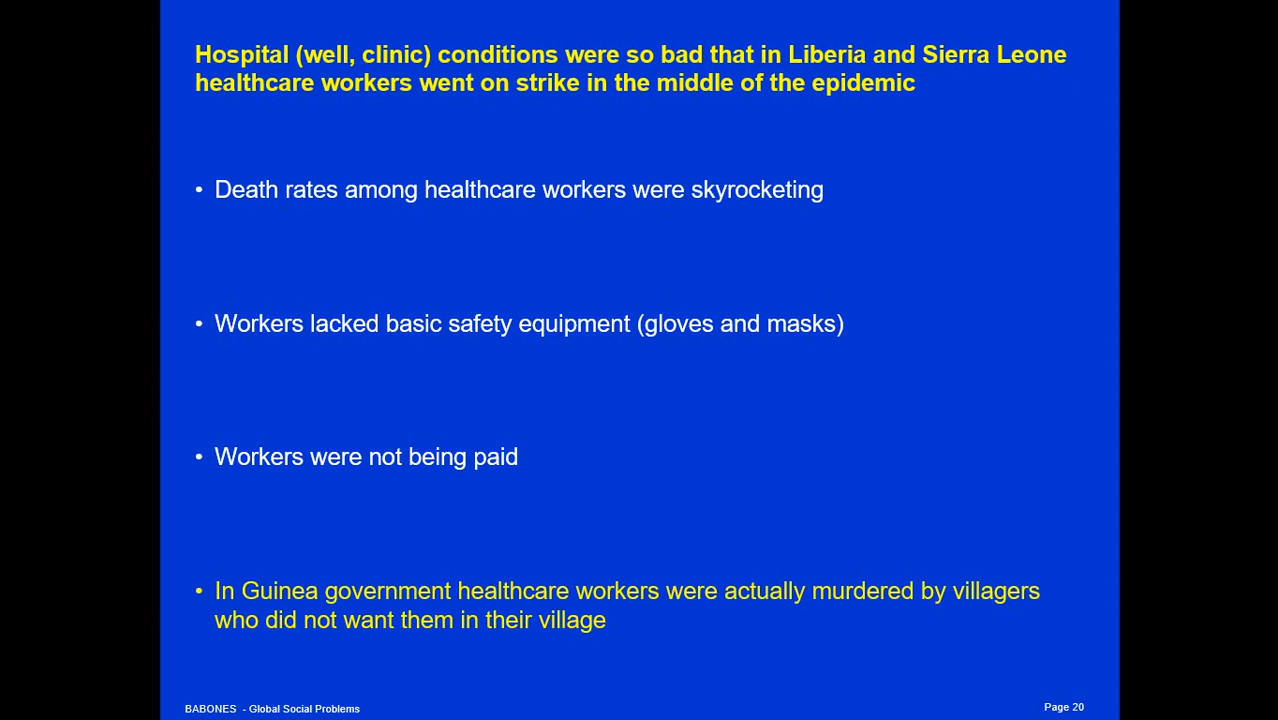 Hospital (well, clinic) conditions were so bad that in Liberia and Sierra Leone
healthcare workers went on strike in the middle of the epidemic
• Death rates among healthcare workers were skyrocketing
• Workers lacked basic safety equipment (gloves and masks)
• Workers were not being paid
• In Guinea government healthcare workers were actually murdered by villagers
who did not want them in their village
BABONES - Global Social Problems
Page 20